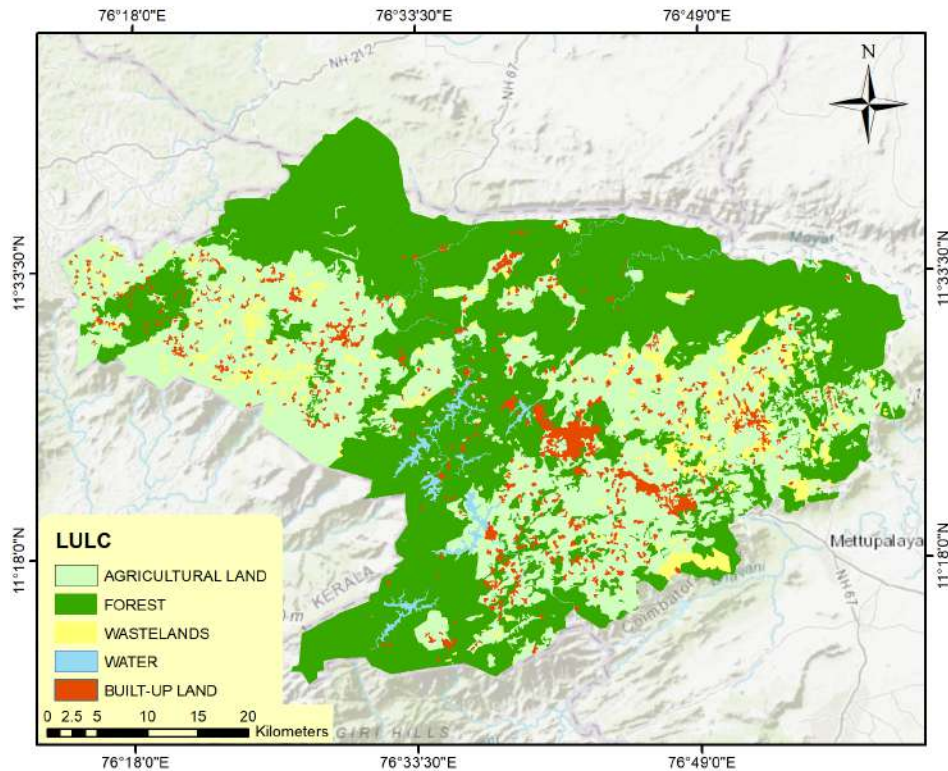 76°18'0"E
76°33'30"E
76°49'0"E
N
NH 212
NH 67
Moyar
11°33'30"N
11°33'30"N
LULC
AGRICULTURAL LAND
FOREST
WASTELANDS
WATER
BUILT-UP LAND
0 2.5 5 10 15 20
Kilometers
KERALA
Coimbator
Mettupalaya
NH 67
GIRI HILLS
11°18'0"N
11°18'0"N
76°18'0"E
76°33'30"E
76°49'0"E